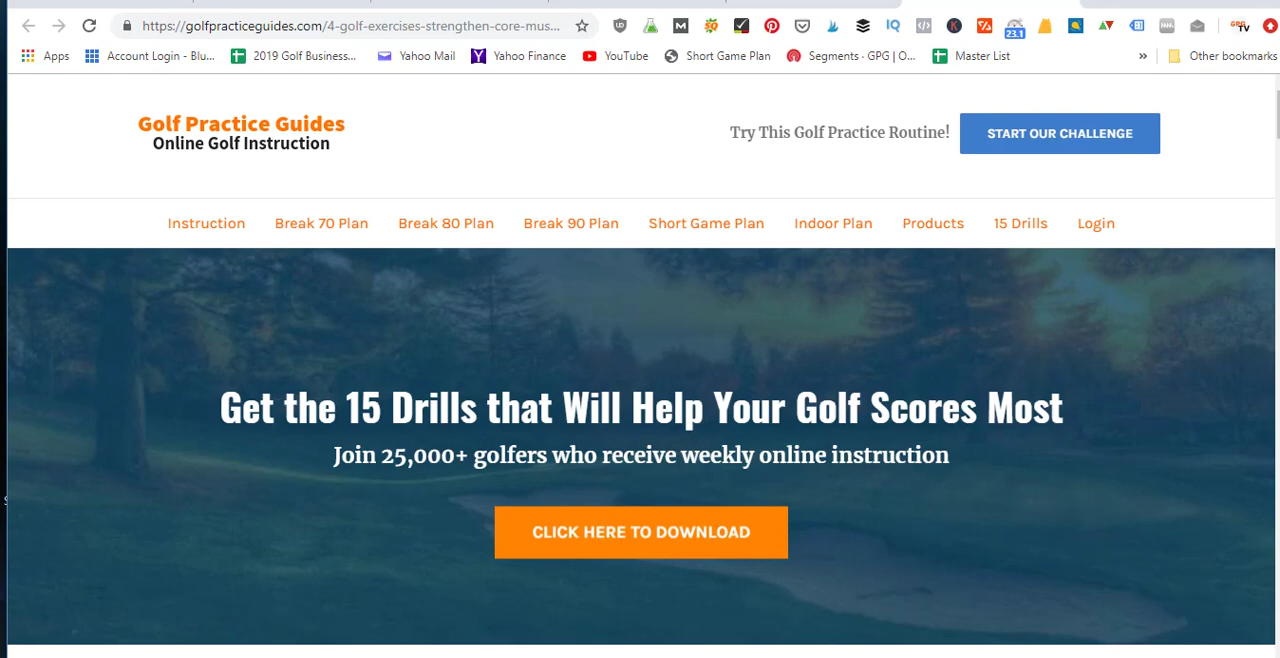 https://golfpracticeguides.com/4-golf-exercises-strengthen-core-mus...
23.1
Apps Account Login - Blu... 2019 Golf Business... Yahoo Mail Yahoo Finance YouTube Short Game Plan Segments · GPG | O... Master List » Other bookmarks
Golf Practice Guides
Online Golf Instruction
Try This Golf Practice Routine! START OUR CHALLENGE
Instruction Break 70 Plan Break 80 Plan Break 90 Plan Short Game Plan Indoor Plan Products 15 Drills Login
Get the 15 Drills that Will Help Your Golf Scores Most
Join 25,000+ golfers who receive weekly online instruction
CLICK HERE TO DOWNLOAD